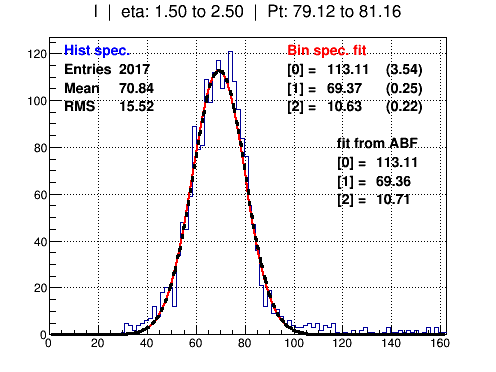 I | eta: 1.50 to 2.50 | Pt: 79.12 to 81.16
Hist spec.
Entries 2017
Mean 70.84
RMS 15.52
Bin spec. fit
[0] = 113.11 (3.54)
[1] = 69.37 (0.25)
[2] = 10.63 (0.22)
fit from ABF
[0] = 113.11
[1] = 69.36
[2] = 10.71
120
100
80
60
40
20
0
0 20 40 60 80 100 120 140 160